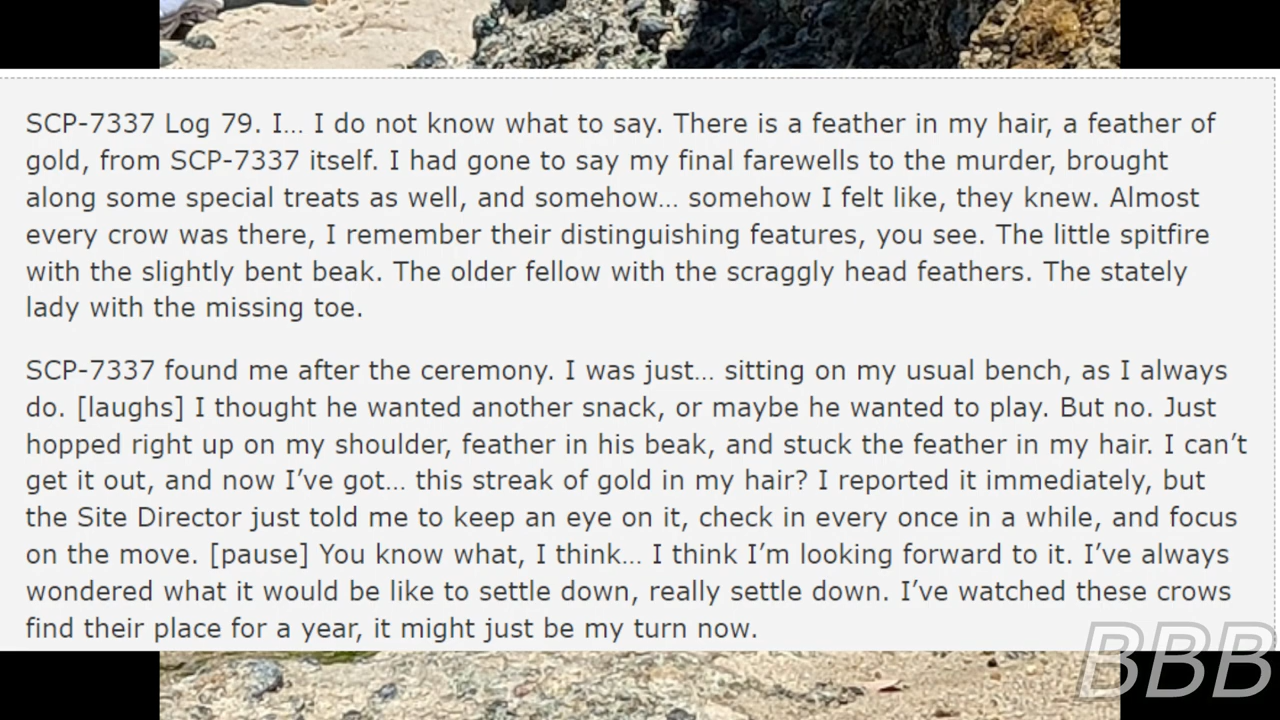 SCP-7337 Log 79. I… I do not know what to say. There is a feather in my hair, a feather of
gold, from SCP-7337 itself. I had gone to say my final farewells to the murder, brought
along some special treats as well, and somehow… somehow I felt like, they knew. Almost
every crow was there, I remember their distinguishing features, you see. The little spitfire
with the slightly bent beak. The older fellow with the scraggly head feathers. The stately
lady with the missing toe.
SCP-7337 found me after the ceremony. I was just… sitting on my usual bench, as I always
do. [laughs] I thought he wanted another snack, or maybe he wanted to play. But no. Just
hopped right up on my shoulder, feather in his beak, and stuck the feather in my hair. I can’t
get it out, and now I’ve got… this streak of gold in my hair? I reported it immediately, but
the Site Director just told me to keep an eye on it, check in every once in a while, and focus
on the move. [pause] You know what, I think… I think I’m looking forward to it. I’ve always
wondered what it would be like to settle down, really settle down. I’ve watched these crows
find their place for a year, it might just be my turn now.
BBB